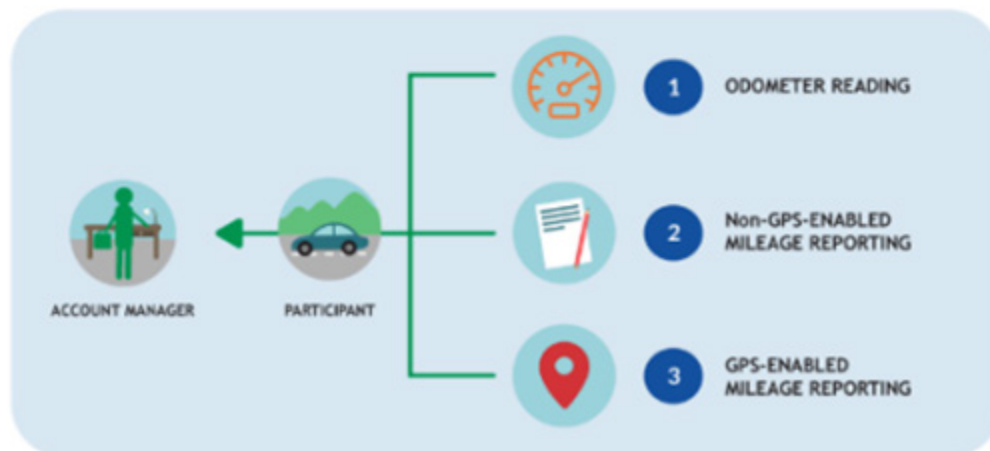 1
ODOMETER READING
2
Non-GPS-ENABLED
MILEAGE REPORTING
ACCOUNT MANAGER
PARTICIPANT
3
GPS-ENABLED
MILEAGE REPORTING